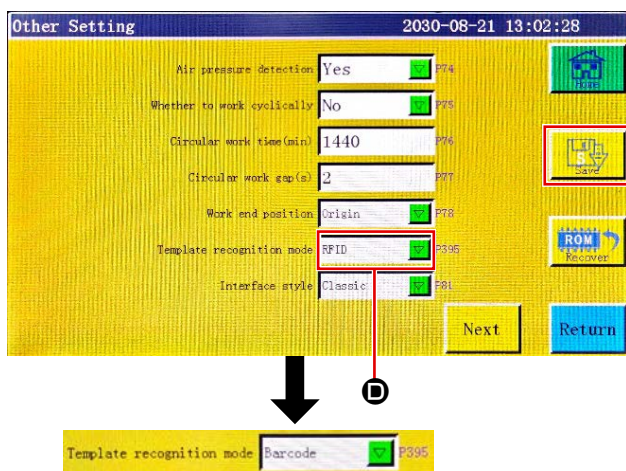 Other Setting 2030-08-21 13:02:28
Air pressure detection Yes P74
Home
Whether to work cyclically No P75
Circular work time(min) 1440 P76
S
Save
Circular work gap(s) 2 P77
Work end position Origin P78
Template recognition mode RFID P395
ROM
Recover
Interface style Classic P81
Next Return
D
Template recognition mode Barcode P395